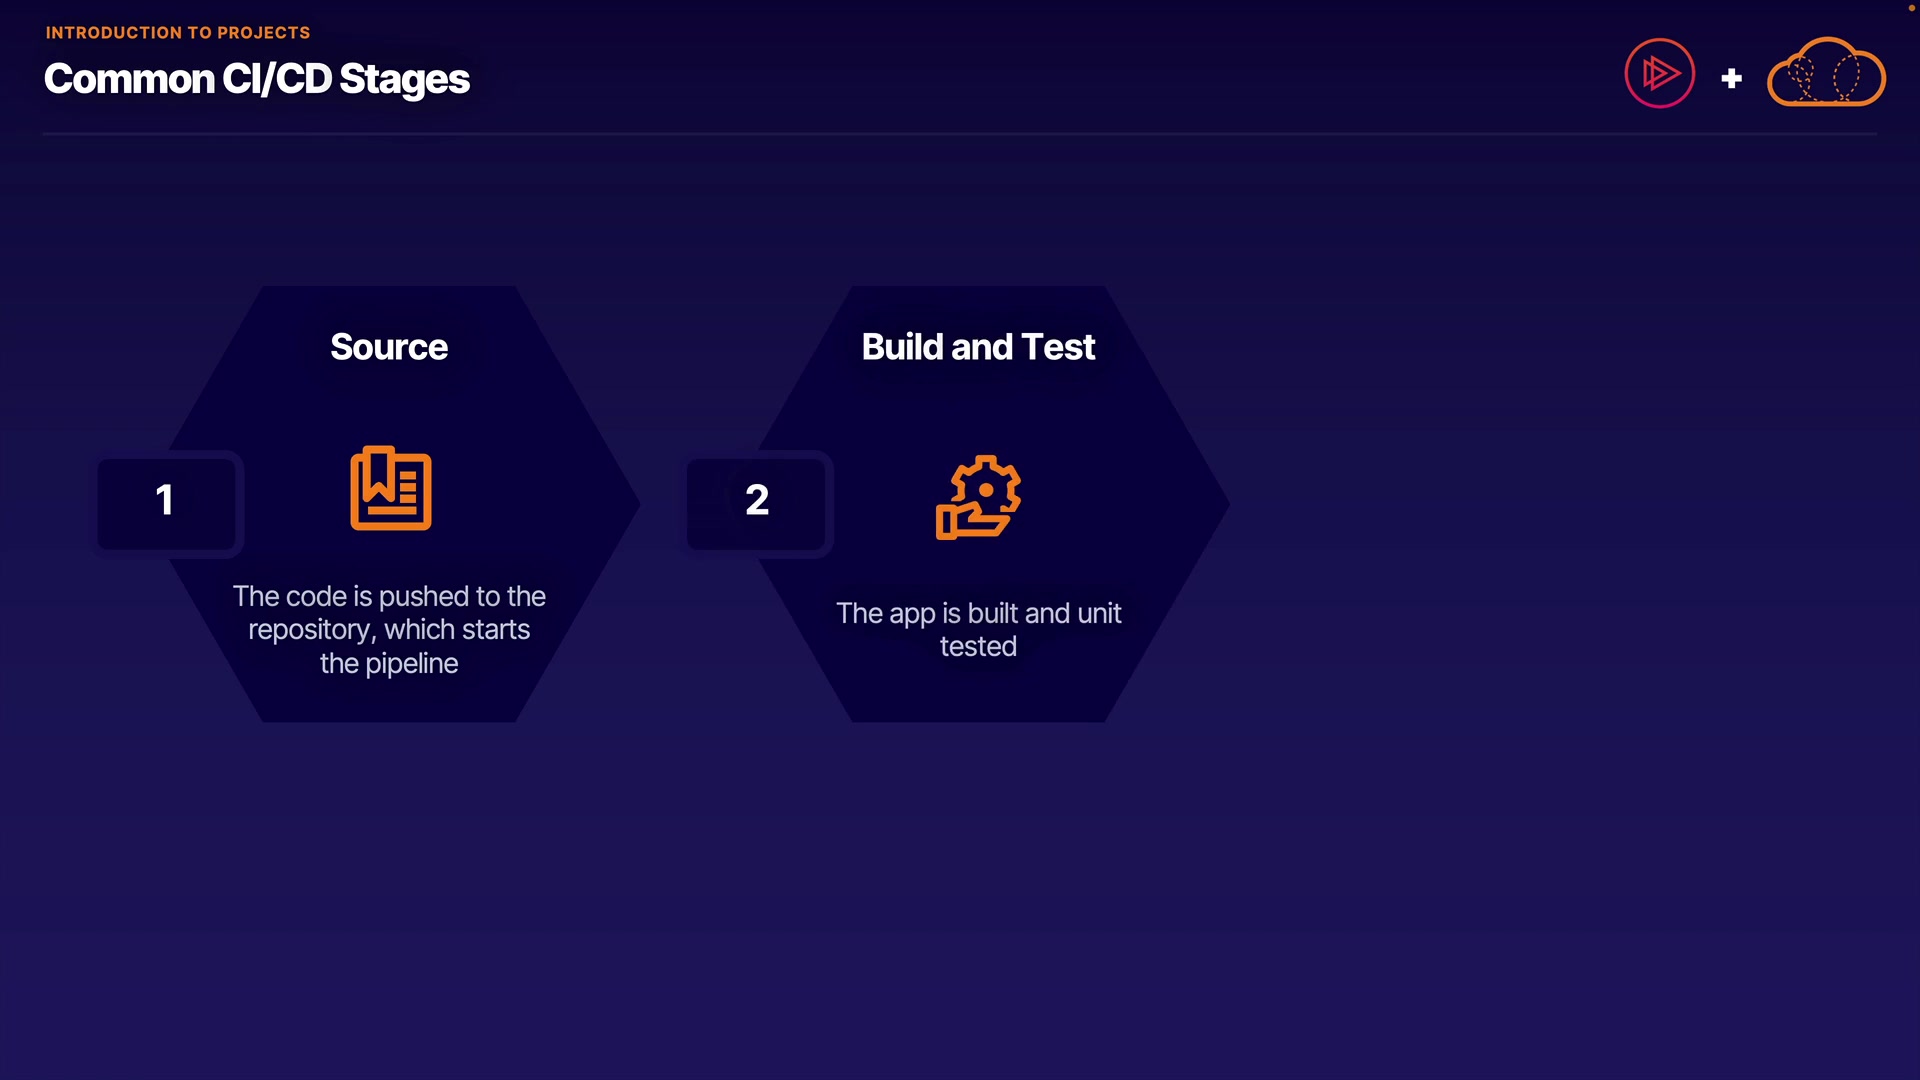 INTRODUCTION TO PROJECTS
Common CI/CD Stages
+
Source
1
The code is pushed to the
repository, which starts
the pipeline
Build and Test
2
The app is built and unit
tested